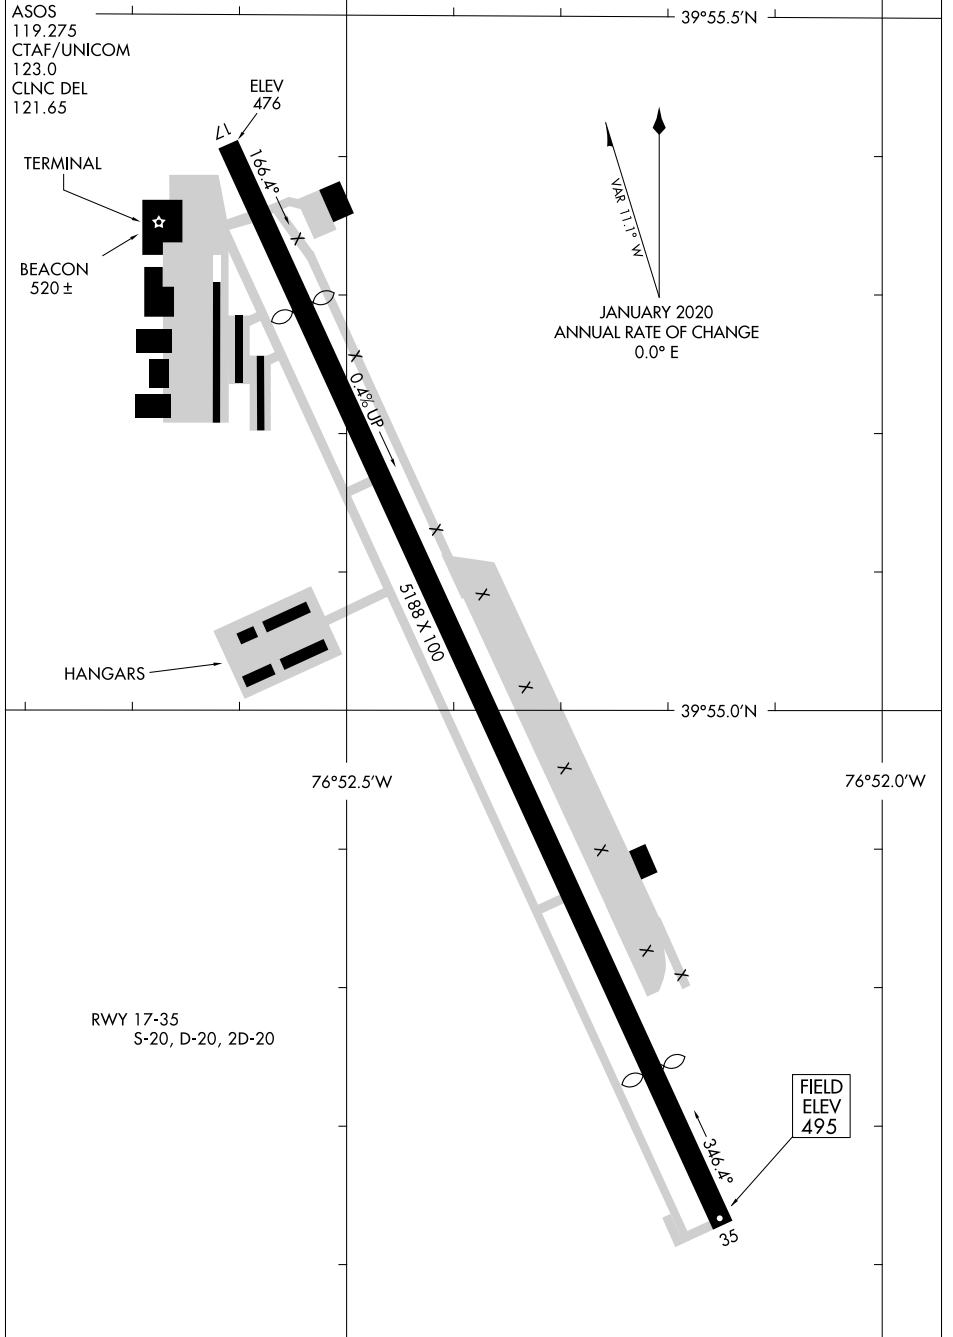 ASOS
119.275
CTAF/UNICOM
123.0
CLNC DEL
121.65
39°55.5'N
ELEV
476
17
166.4°
TERMINAL
BEACON
520 ±
VAR 11.1° W
JANUARY 2020
ANNUAL RATE OF CHANGE
0.0° E
0.4% UP
5188 X 100
HANGARS
39°55.0'N
76°52.5'W
76°52.0'W
RWY 17-35
S-20, D-20, 2D-20
FIELD
ELEV
495
346.4°
35